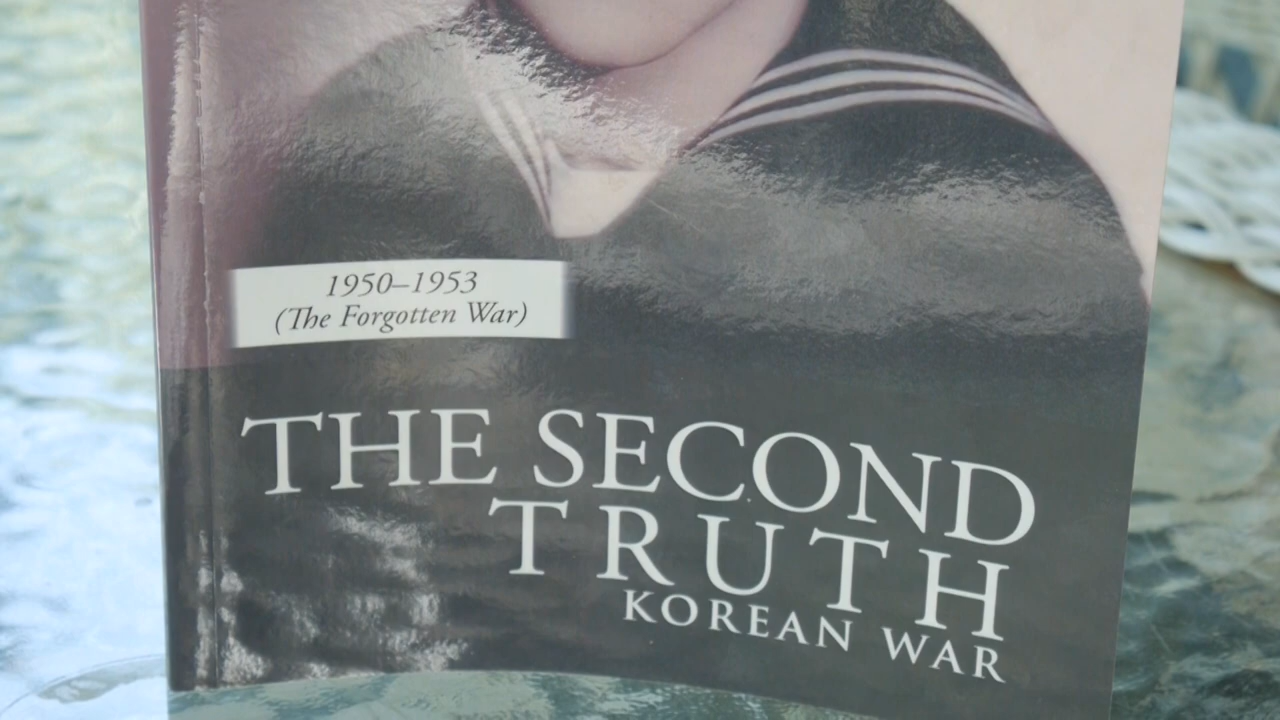 1950–1953
(The Forgotten War)
THE SECOND
TRUTH
KOREAN WAR